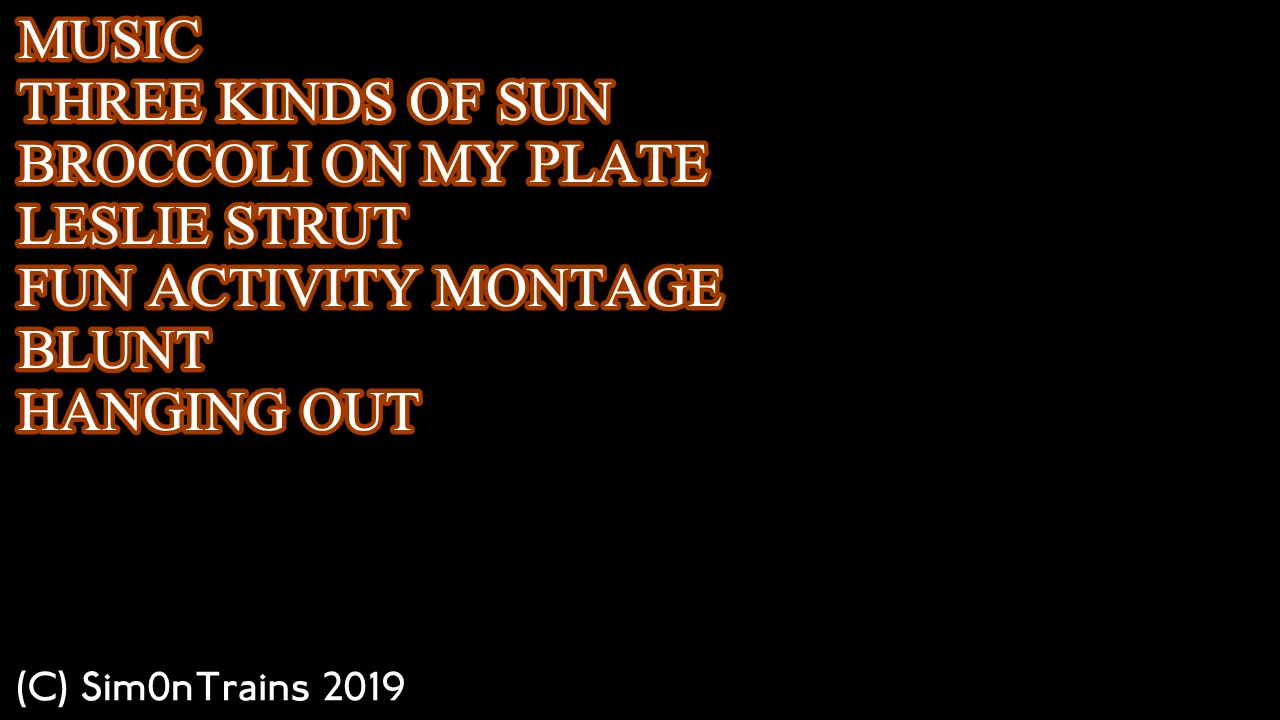 MUSIC
THREE KINDS OF SUN
BROCCOLI ON MY PLATE
LESLIE STRUT
FUN ACTIVITY MONTAGE
BLUNT
HANGING OUT
(C) Sim0nTrains 2019